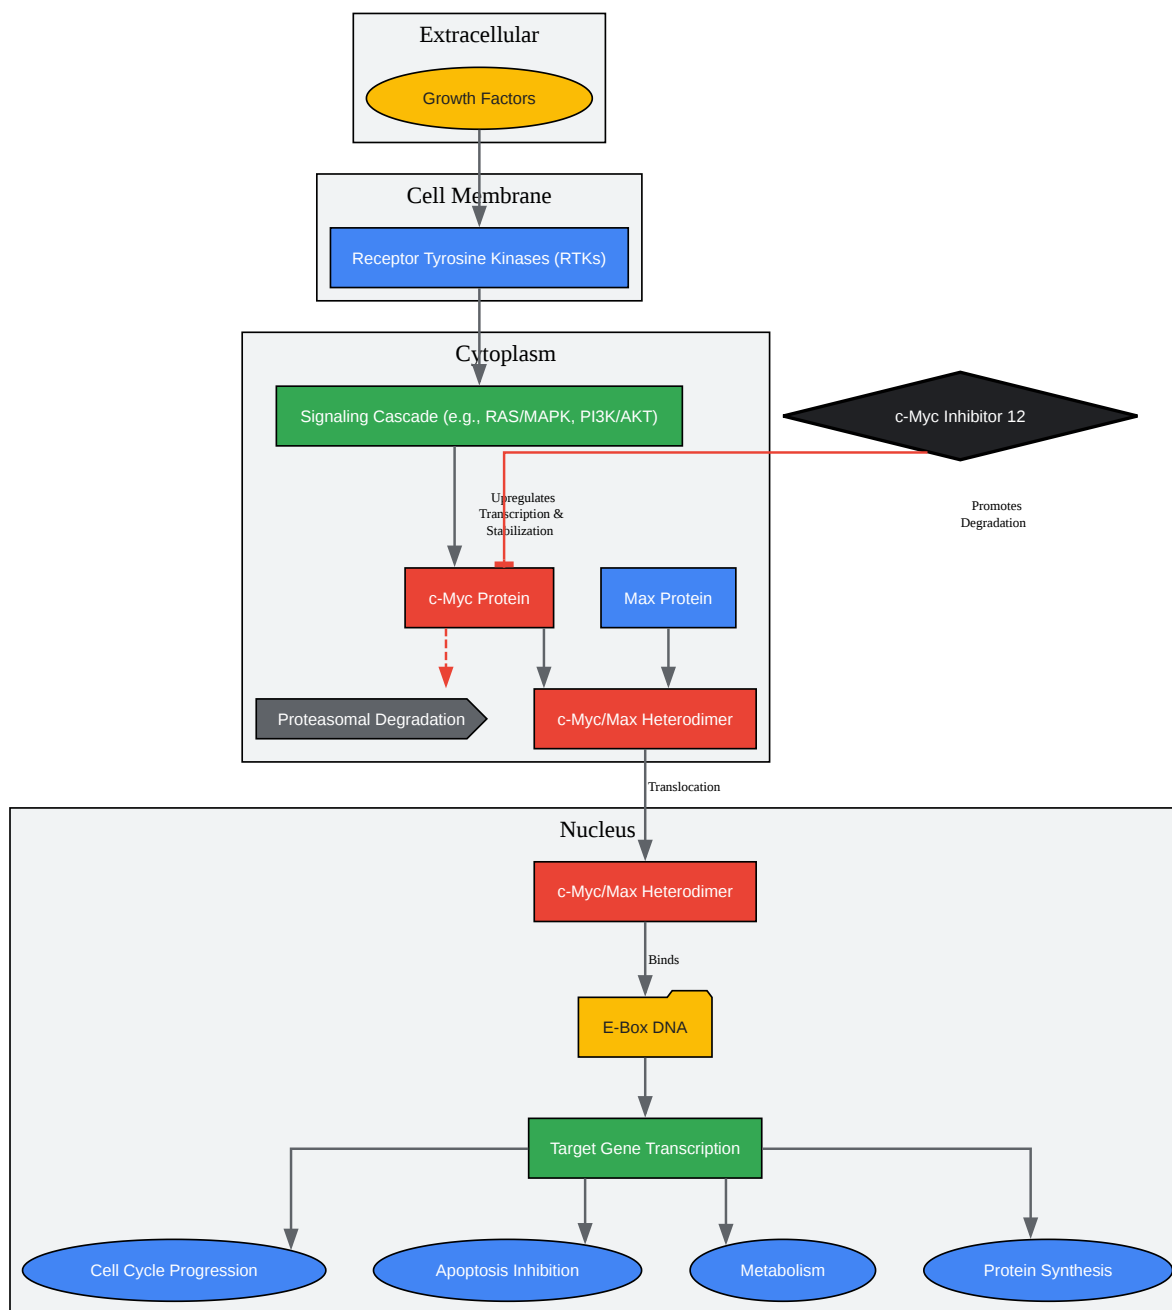 Extracellular
Growth Factors
Cell Membrane
Receptor Tyrosine Kinases (RTKs)
Cytoplasm
Signaling Cascade (e.g., RAS/MAPK, PI3K/AKT)
c-Myc Inhibitor 12
Upregulates
Transcription &
Stabilization
Promotes
Degradation
c-Myc Protein
Max Protein
Proteasomal Degradation
c-Myc/Max Heterodimer
Translocation
Nucleus
c-Myc/Max Heterodimer
Binds
E-Box DNA
Target Gene Transcription
Cell Cycle Progression
Apoptosis Inhibition
Metabolism
Protein Synthesis